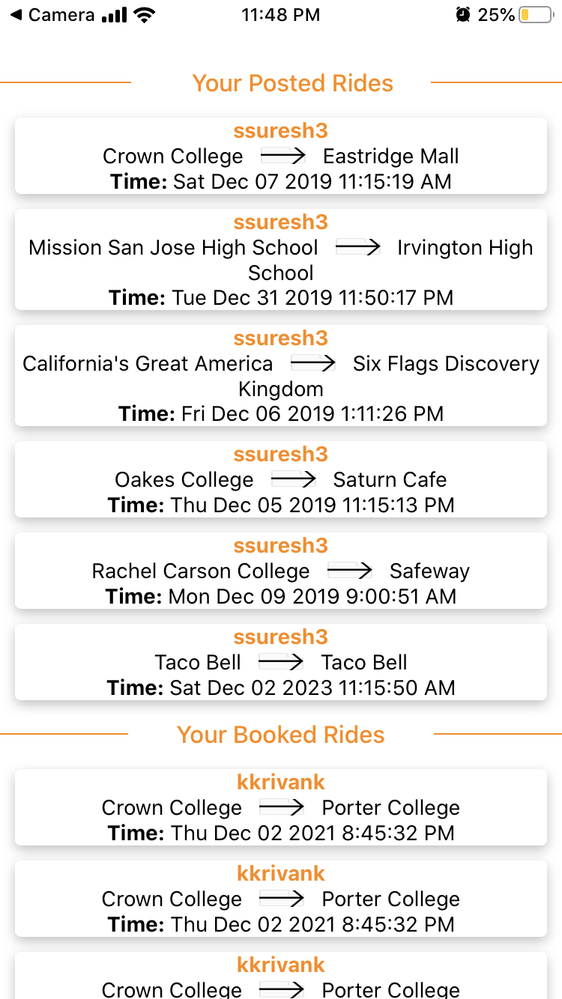 Camera 11:48 PM 25%
Your Posted Rides
ssuresh3
Crown College Eastridge Mall
Time: Sat Dec 07 2019 11:15:19 AM
ssuresh3
Mission San Jose High School Irvington High
School
Time: Tue Dec 31 2019 11:50:17 PM
ssuresh3
California's Great America Six Flags Discovery
Kingdom
Time: Fri Dec 06 2019 1:11:26 PM
ssuresh3
Oakes College Saturn Cafe
Time: Thu Dec 05 2019 11:15:13 PM
ssuresh3
Rachel Carson College Safeway
Time: Mon Dec 09 2019 9:00:51 AM
ssuresh3
Taco Bell Taco Bell
Time: Sat Dec 02 2023 11:15:50 AM
Your Booked Rides
kkrivank
Crown College Porter College
Time: Thu Dec 02 2021 8:45:32 PM
kkrivank
Crown College Porter College
Time: Thu Dec 02 2021 8:45:32 PM
kkrivank
Crown College Porter College